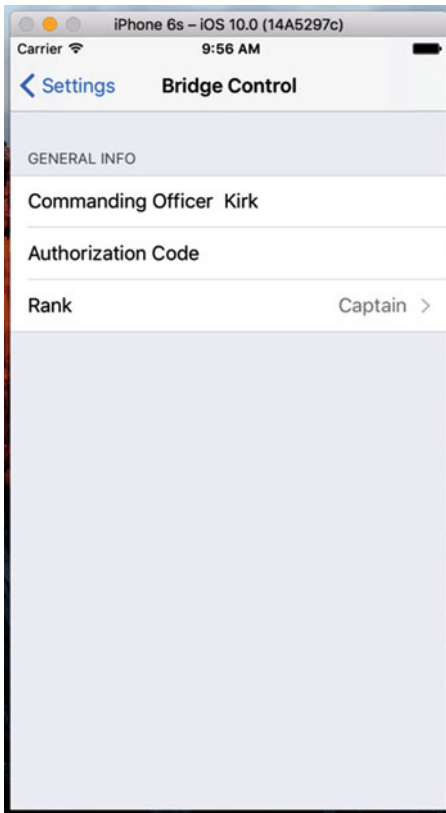 iPhone 6s – iOS 10.0 (14A5297c)
Carrier 9:56 AM
Settings Bridge Control
GENERAL INFO
Commanding Officer Kirk
Authorization Code
Rank Captain